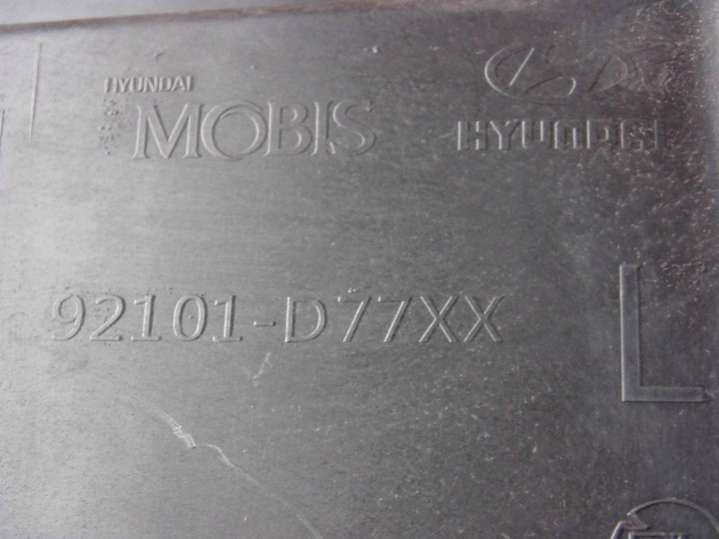 HYUNDAI
MOBIS
HYUNDAI
92101-D77XX
L